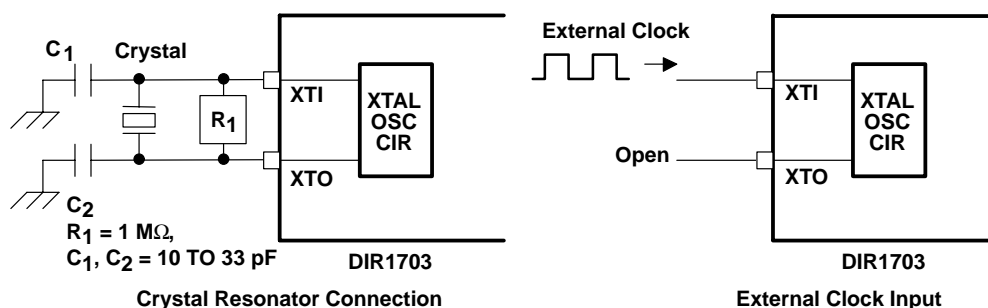 C1
Crystal
XTI
R1
XTAL
OSC
CIR
XTO
C2
R1 = 1 MΩ,
C1, C2 = 10 TO 33 pF
DIR1703
Crystal Resonator Connection
External Clock
XTI
XTAL
OSC
CIR
Open
XTO
DIR1703
External Clock Input